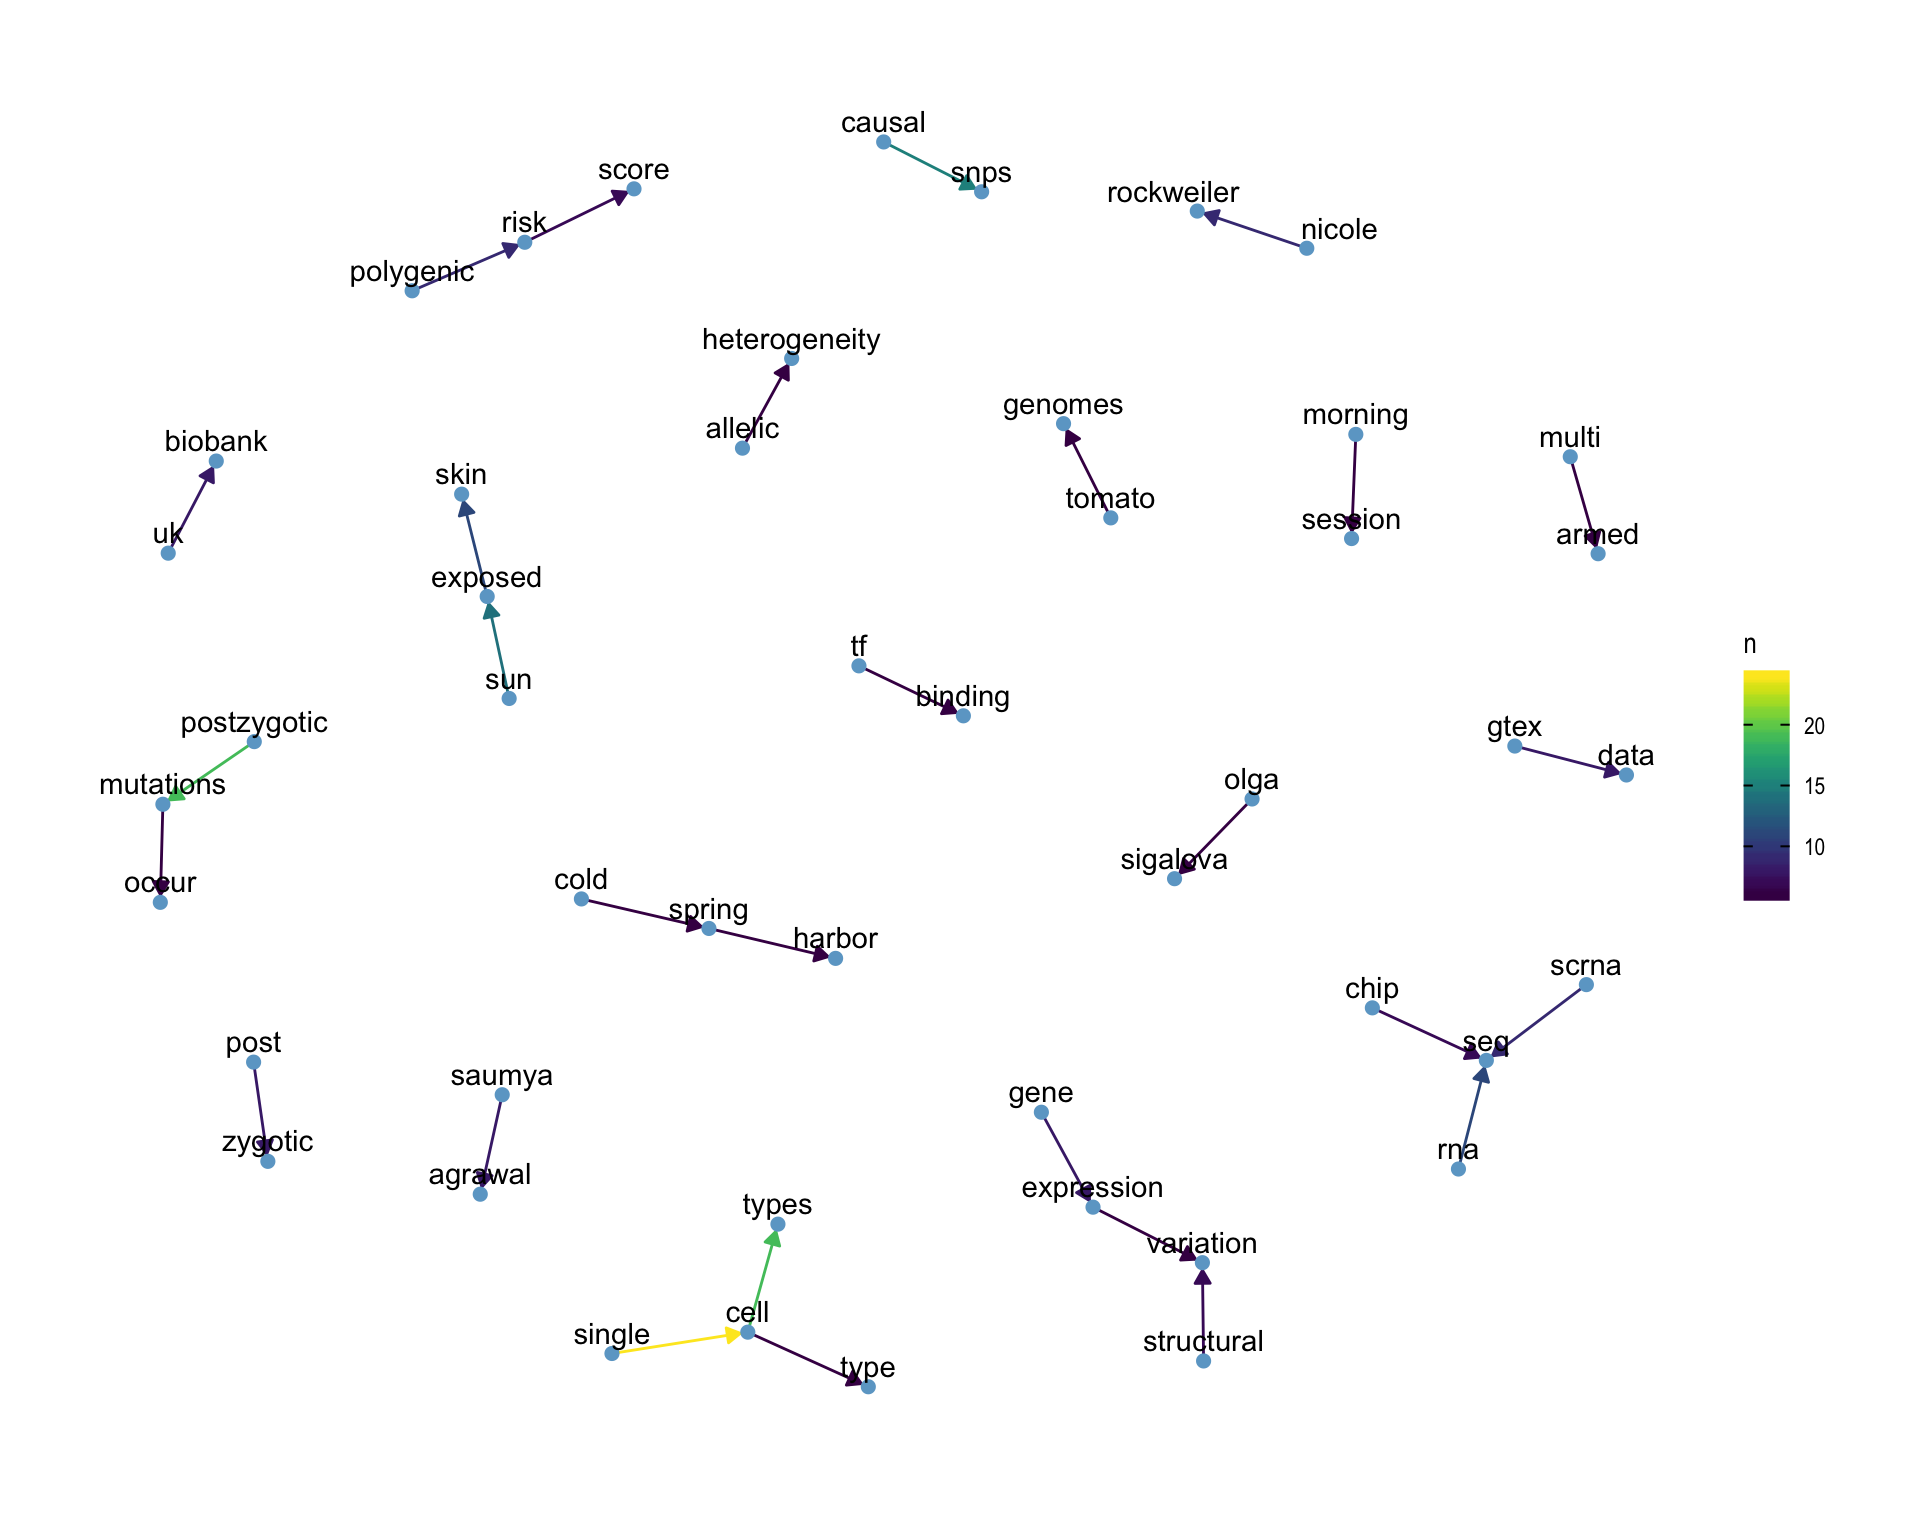 causal
score
snps
rockweiler
risk
nicole
polygenic
heterogeneity
genomes
morning
allelic
multi
biobank
skin
tomato
session
uk
armed
exposed
n
tf
sun
binding
postzygotic
gtex
20
data
mutations
olga
15
10
sigalova
occur
cold
spring
harbor
scrna
chip
post
seq
saumya
gene
zygotic
rna
agrawal
expression
types
variation
cell
single
structural
type